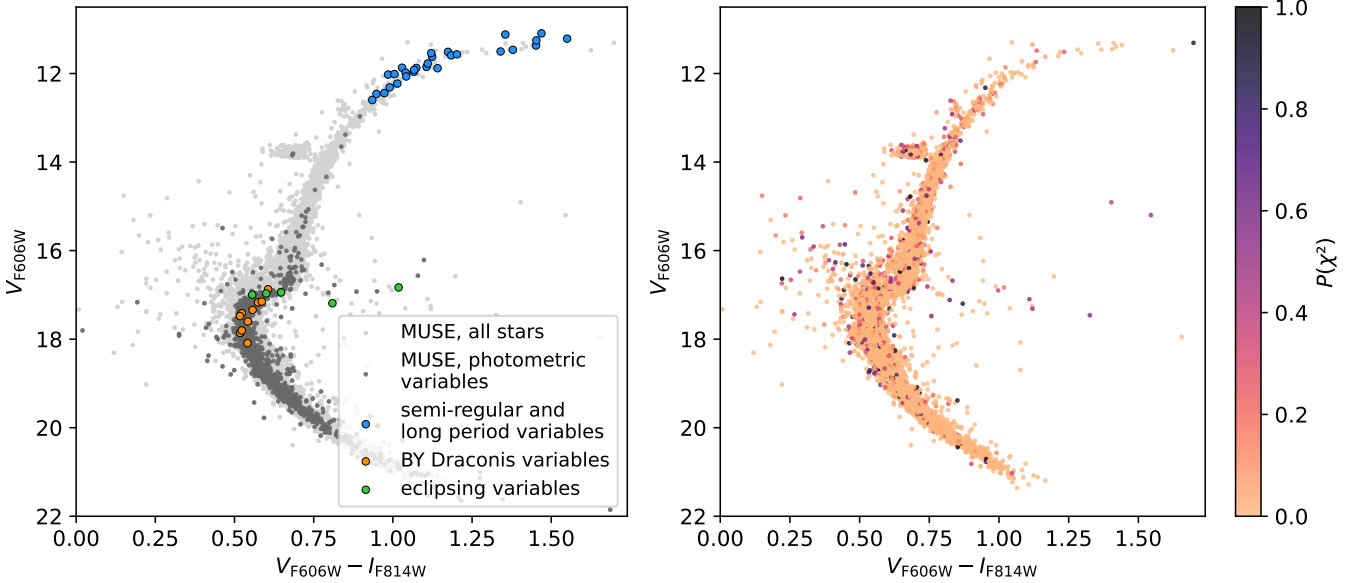 12
14
16
18
20
22
V_F606W
0.00
0.25
0.50
0.75
1.00
1.25
1.50
V_F606W − I_F814W
MUSE, all stars
MUSE, photometric
variables
semi-regular and
long period variables
BY Draconis variables
eclipsing variables
12
14
16
18
20
22
V_F606W
0.00
0.25
0.50
0.75
1.00
1.25
1.50
V_F606W − I_F814W
1.0
0.8
0.6
0.4
0.2
0.0
P(χ²)